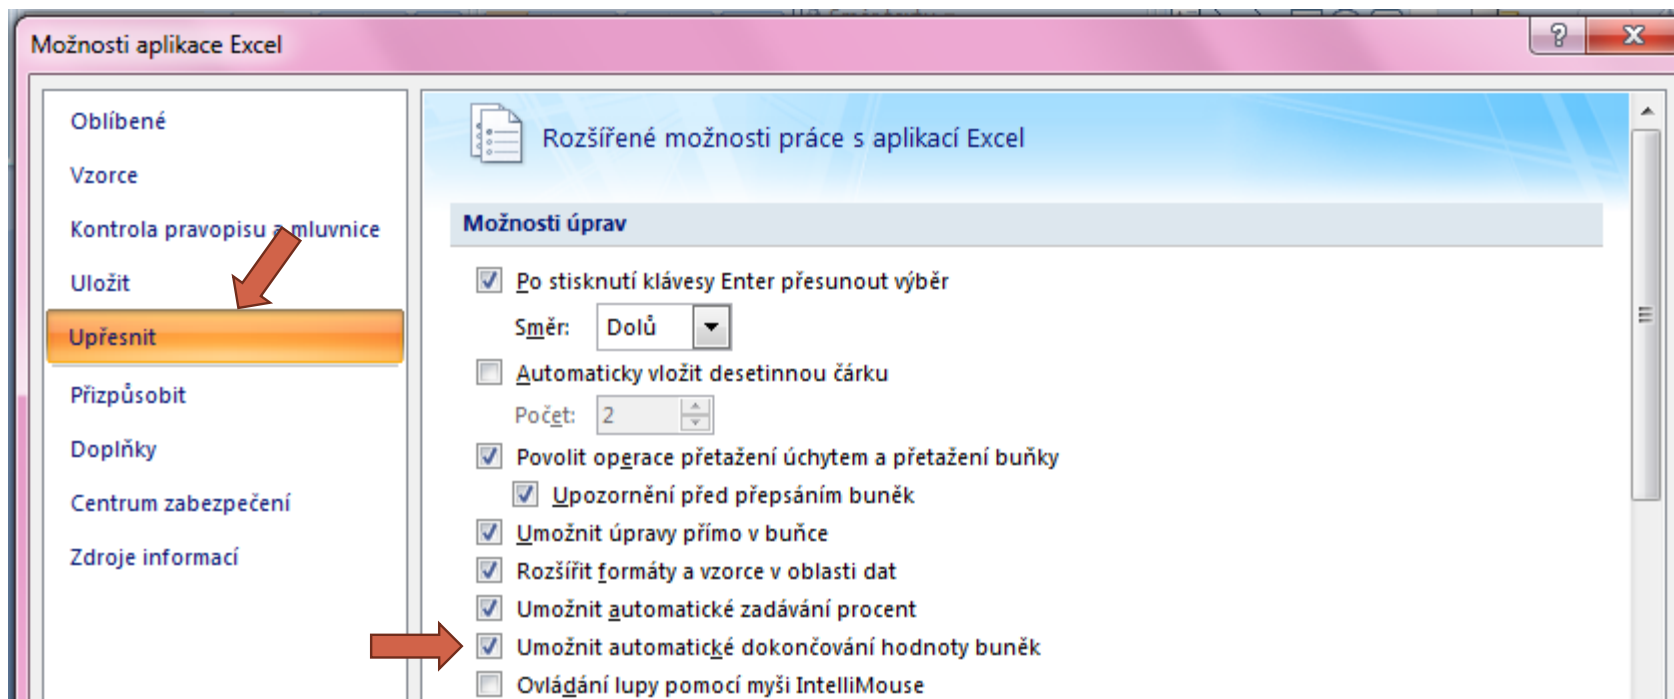 Možnosti aplikace Excel
Oblíbené
Vzorce
Kontrola pravopisu a mluvnice
Uložit
Upřesnit
Přizpůsobit
Doplňky
Centrum zabezpečení
Zdroje informací
Rozšířené možnosti práce s aplikací Excel
Možnosti úprav
Po stisknutí klávesy Enter přesunout výběr
Směr: Dolů
Automaticky vložit desetinnou čárku
Počet: 2
Povolit operace přetažení úchytem a přetažení buňky
Upozornění před přepsáním buněk
Umožnit úpravy přímo v buňce
Rozšířit formáty a vzorce v oblasti dat
Umožnit automatické zadávání procent
Umožnit automatické dokončování hodnoty buněk
Ovládání lupy pomocí myši IntelliMouse